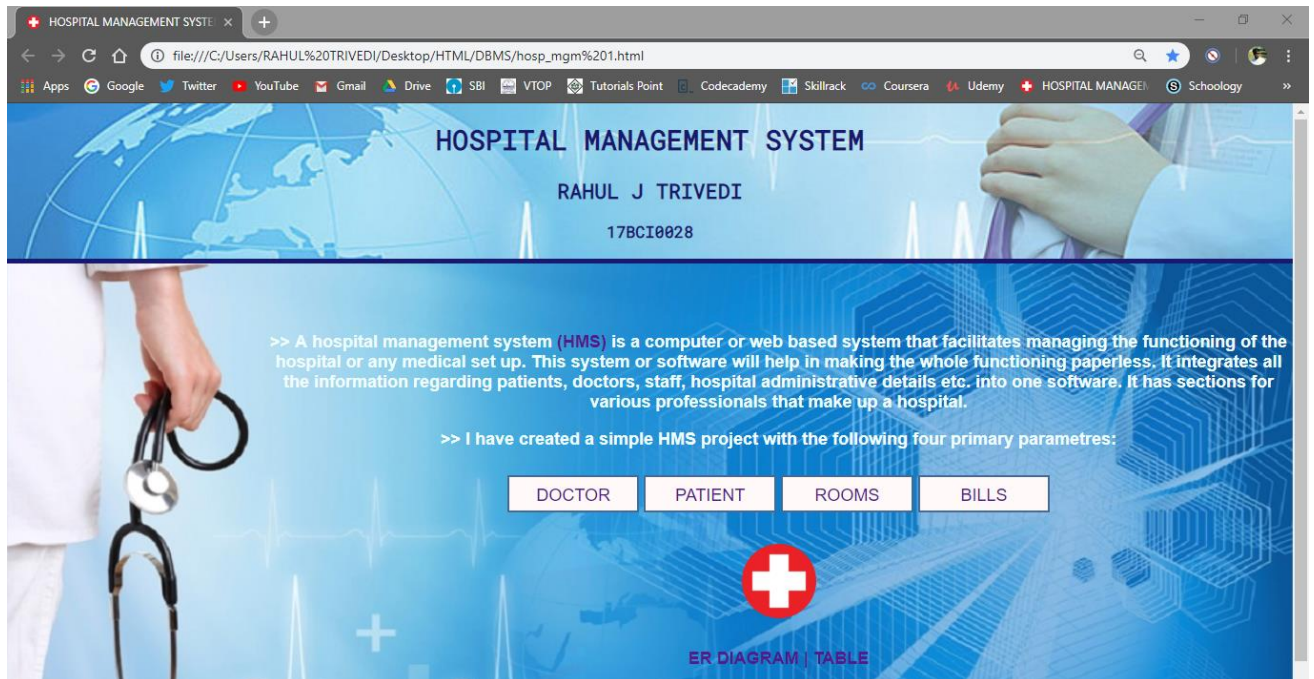 HOSPITAL MANAGEMENT SYSTE
file:///C:/Users/RAHUL%20TRIVEDI/Desktop/HTML/DBMS/hosp_mgm%201.html
Apps Google Twitter YouTube Gmail Drive SBI VTOP Tutorials Point Codecademy Skillrack Coursera Udemy HOSPITAL MANAGEM Schoology »
HOSPITAL MANAGEMENT SYSTEM
RAHUL J TRIVEDI
17BCI0028
>> A hospital management system (HMS) is a computer or web based system that facilitates managing the functioning of the
hospital or any medical set up. This system or software will help in making the whole functioning paperless. It integrates all
the information regarding patients, doctors, staff, hospital administrative details etc. into one software. It has sections for
various professionals that make up a hospital.
>> I have created a simple HMS project with the following four primary parametres:
DOCTOR PATIENT ROOMS BILLS
ER DIAGRAM | TABLE